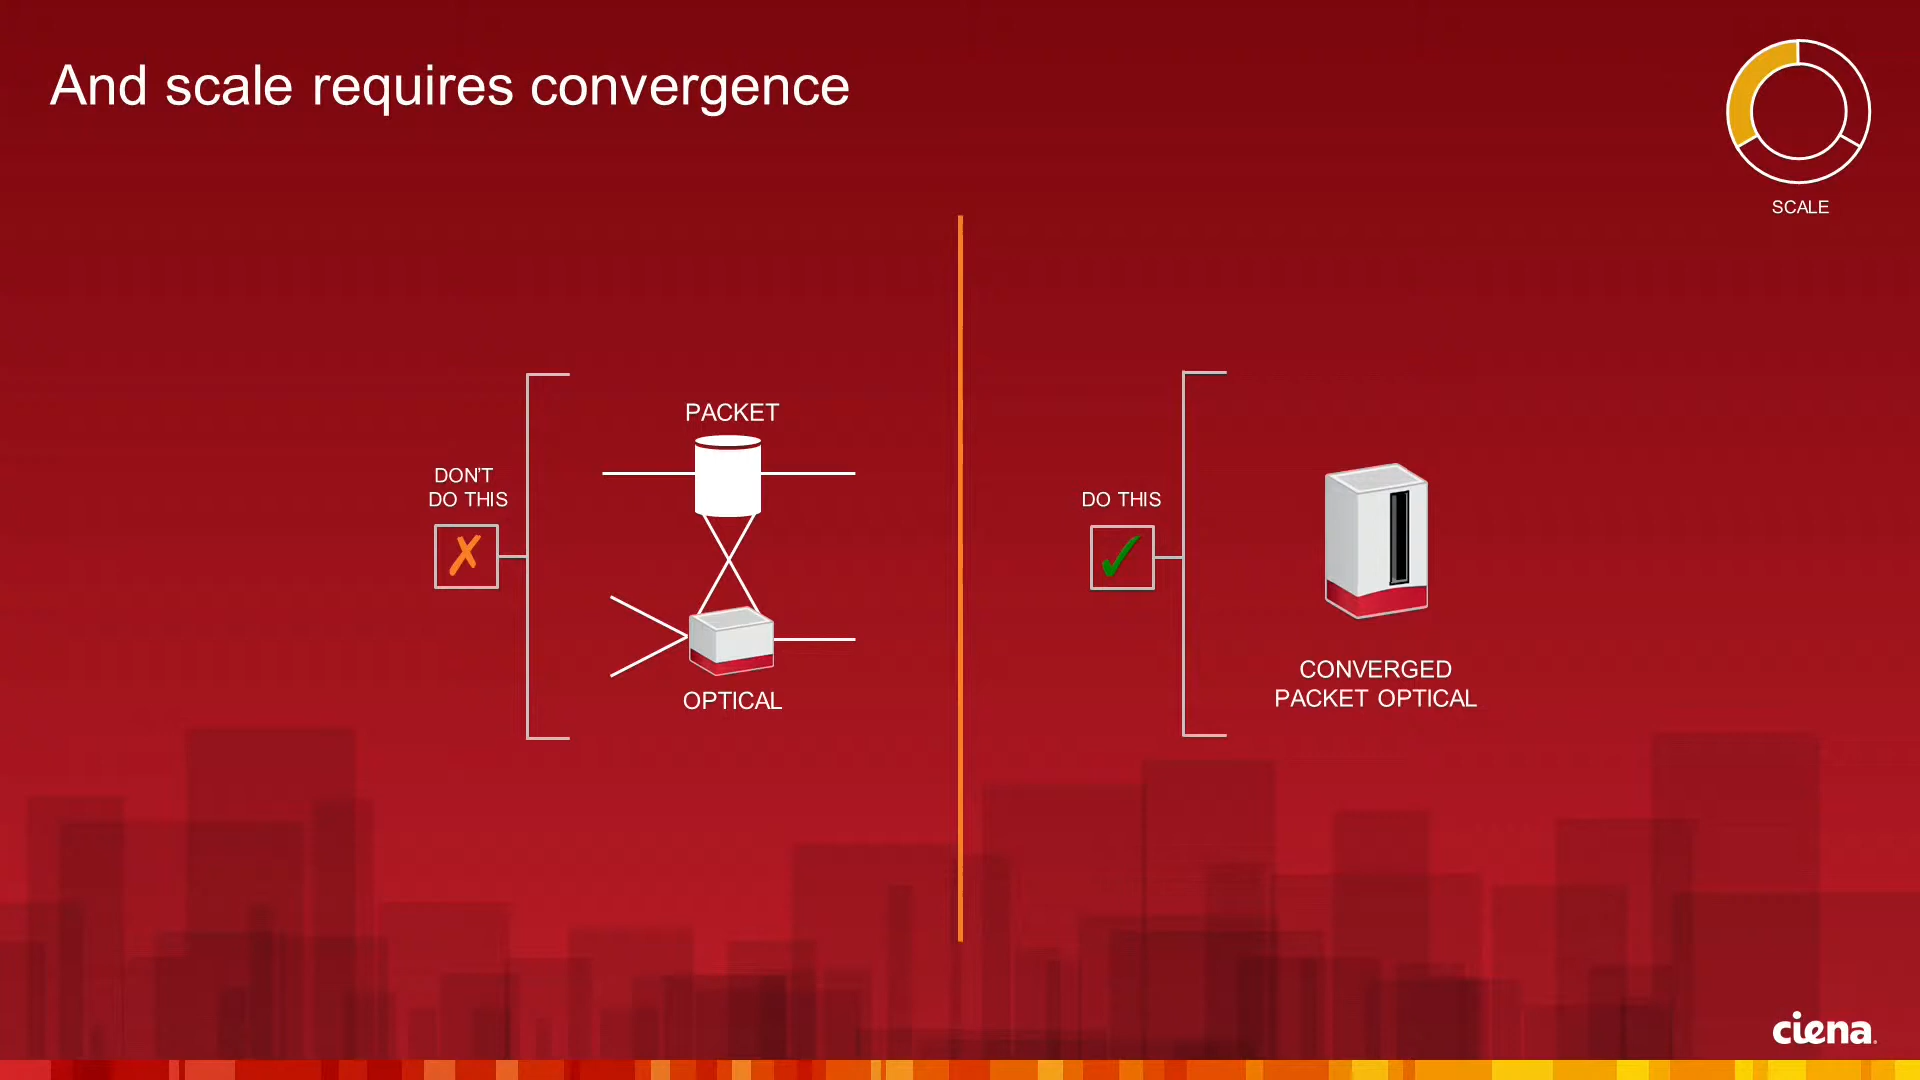 And scale requires convergence
SCALE
DON'T
DO THIS
✗
PACKET
OPTICAL
DO THIS
✓
CONVERGED
PACKET OPTICAL
ciena.